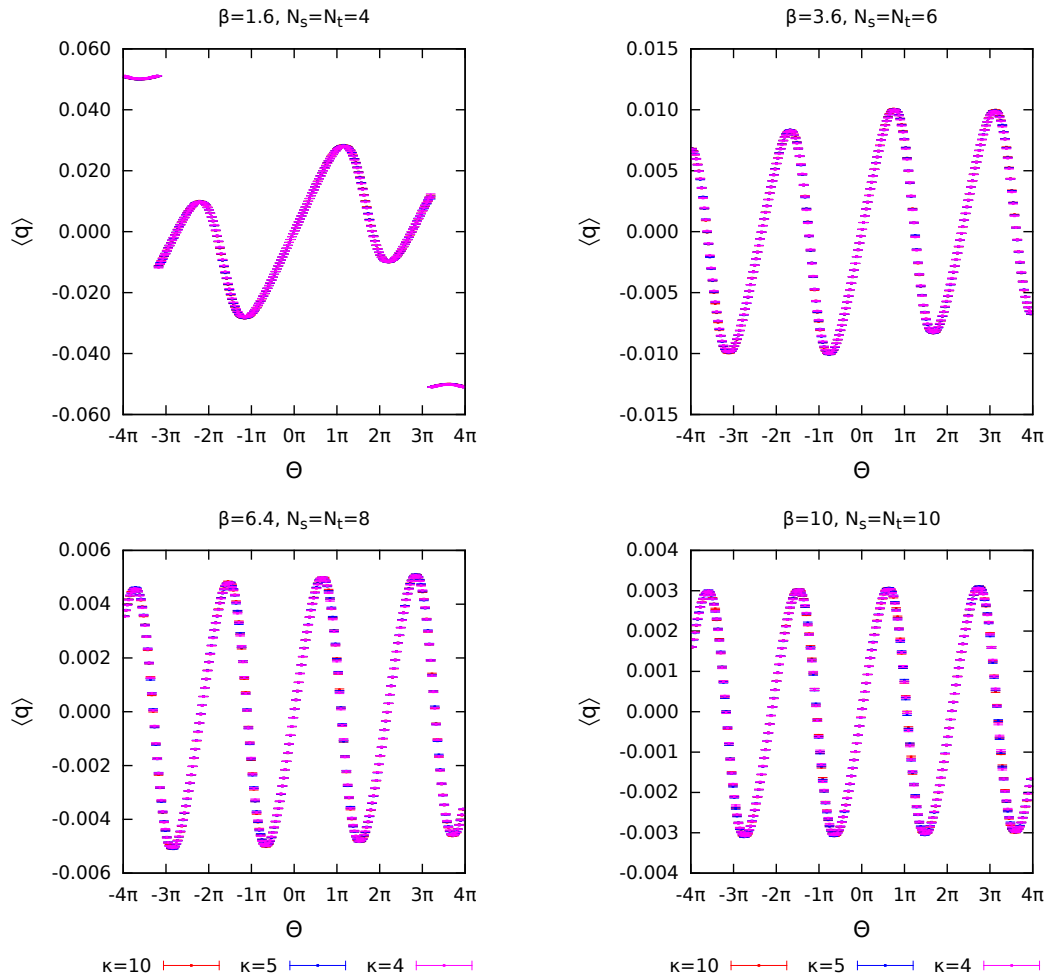 β=1.6, Nₛ=Nₜ=4
0.060
0.040
0.020
0.000
-0.020
-0.040
-0.060
⟨q⟩
-4π -3π -2π -1π 0π 1π 2π 3π 4π
Θ
β=3.6, Nₛ=Nₜ=6
0.015
0.010
0.005
0.000
-0.005
-0.010
-0.015
⟨q⟩
-4π -3π -2π -1π 0π 1π 2π 3π 4π
Θ
β=6.4, Nₛ=Nₜ=8
0.006
0.004
0.002
0.000
-0.002
-0.004
-0.006
⟨q⟩
-4π -3π -2π -1π 0π 1π 2π 3π 4π
Θ
κ=10 κ=5 κ=4
β=10, Nₛ=Nₜ=10
0.004
0.003
0.002
0.001
0.000
-0.001
-0.002
-0.003
-0.004
⟨q⟩
-4π -3π -2π -1π 0π 1π 2π 3π 4π
Θ
κ=10 κ=5 κ=4